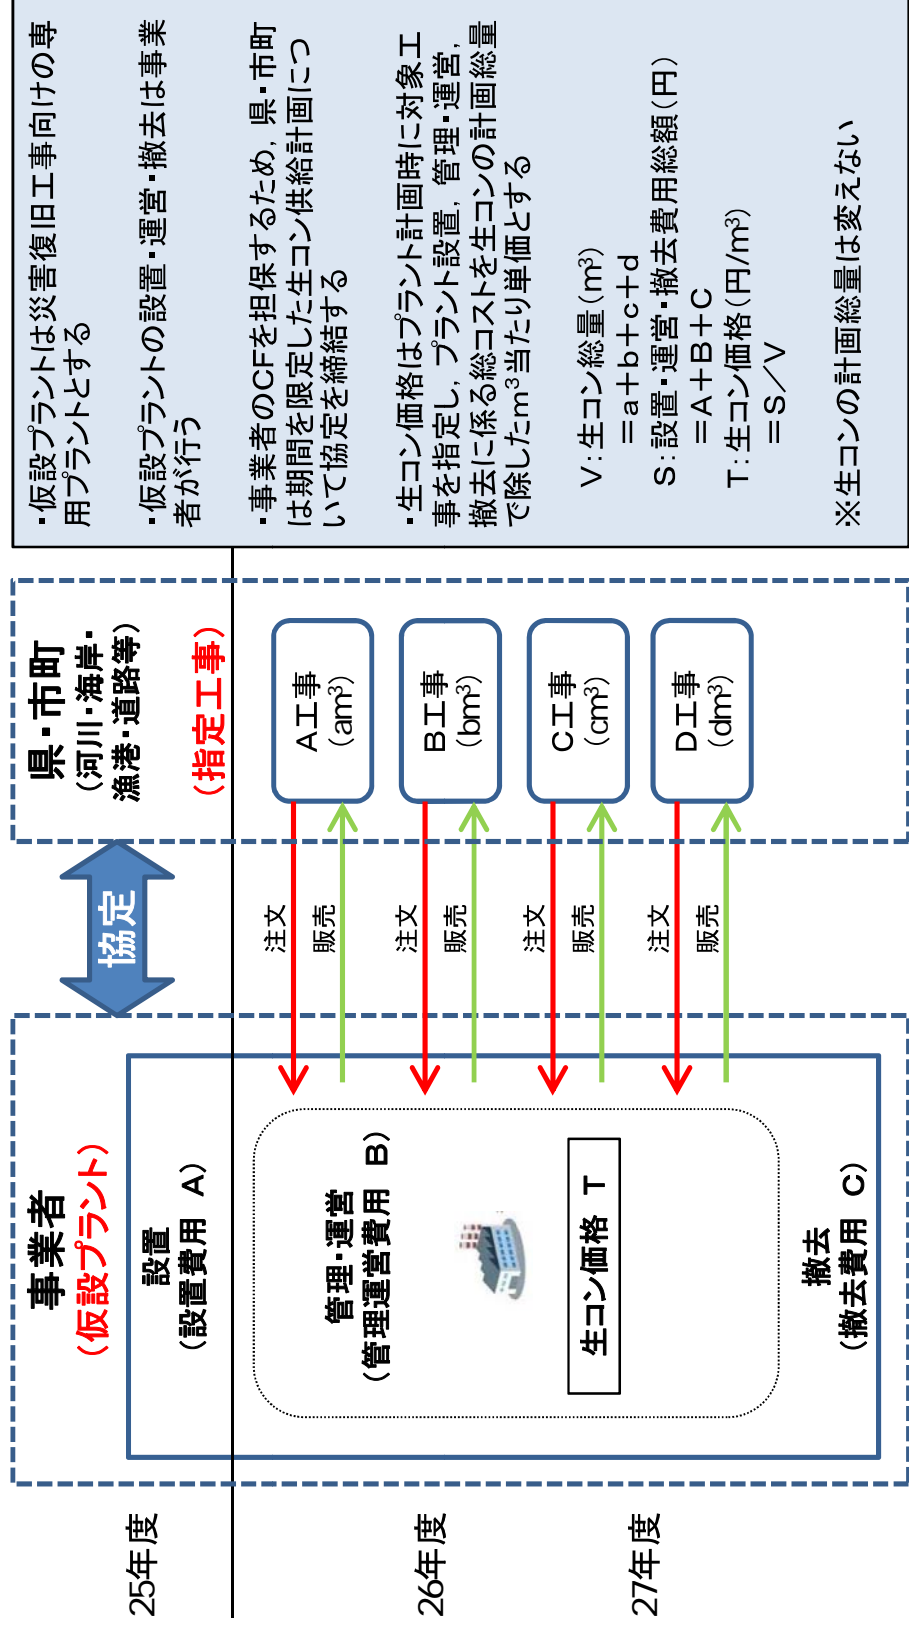 25年度
26年度
27年度
事業者
（仮設プラント）
設置
（設置費用　A）
管理・運営
（管理運営費用　B）
生コン価格　T
撤去
（撤去費用　C）
協定
注文
販売
注文
販売
注文
販売
注文
販売
県・市町
（河川・海岸・
漁港・道路等）
（指定工事）
A工事
（am³）
B工事
（bm³）
C工事
（cm³）
D工事
（dm³）
・仮設プラントは災害復旧工事向けの専
用プラントとする
・仮設プラントの設置・運営・撤去は事業
者が行う
・事業者のCFを担保するため，県・市町
は期間を限定した生コン供給計画につ
いて協定を締結する
・生コン価格はプラント計画時に対象工
事を指定し，プラント設置，管理・運営，
撤去に係る総コストを生コンの計画総量
で除したm³当たり単価とする
V：生コン総量（m³）
＝a＋b＋c＋d
S：設置・運営・撤去費用総額（円）
＝A＋B＋C
T：生コン価格（円/m³）
＝S／V
※生コンの計画総量は変えない